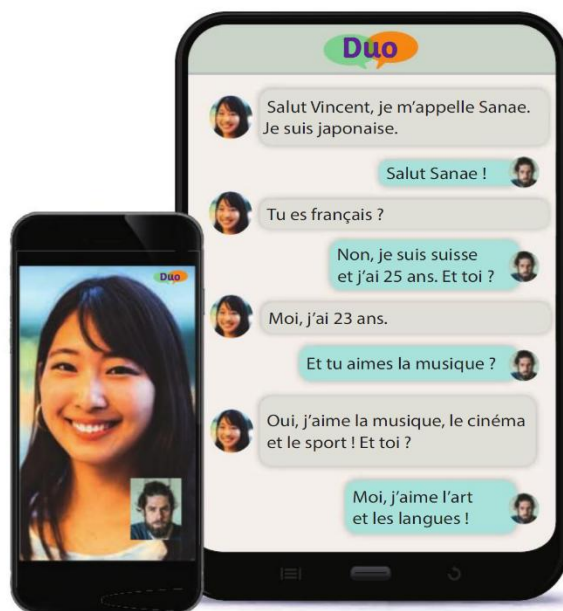 Duo
Salut Vincent, je m’appelle Sanae.
Je suis japonaise.
Salut Sanae !
Tu es français ?
Non, je suis suisse
et j’ai 25 ans. Et toi ?
Moi, j’ai 23 ans.
Et tu aimes la musique ?
Oui, j’aime la musique, le cinéma
et le sport ! Et toi ?
Moi, j’aime l’art
et les langues !
Duo